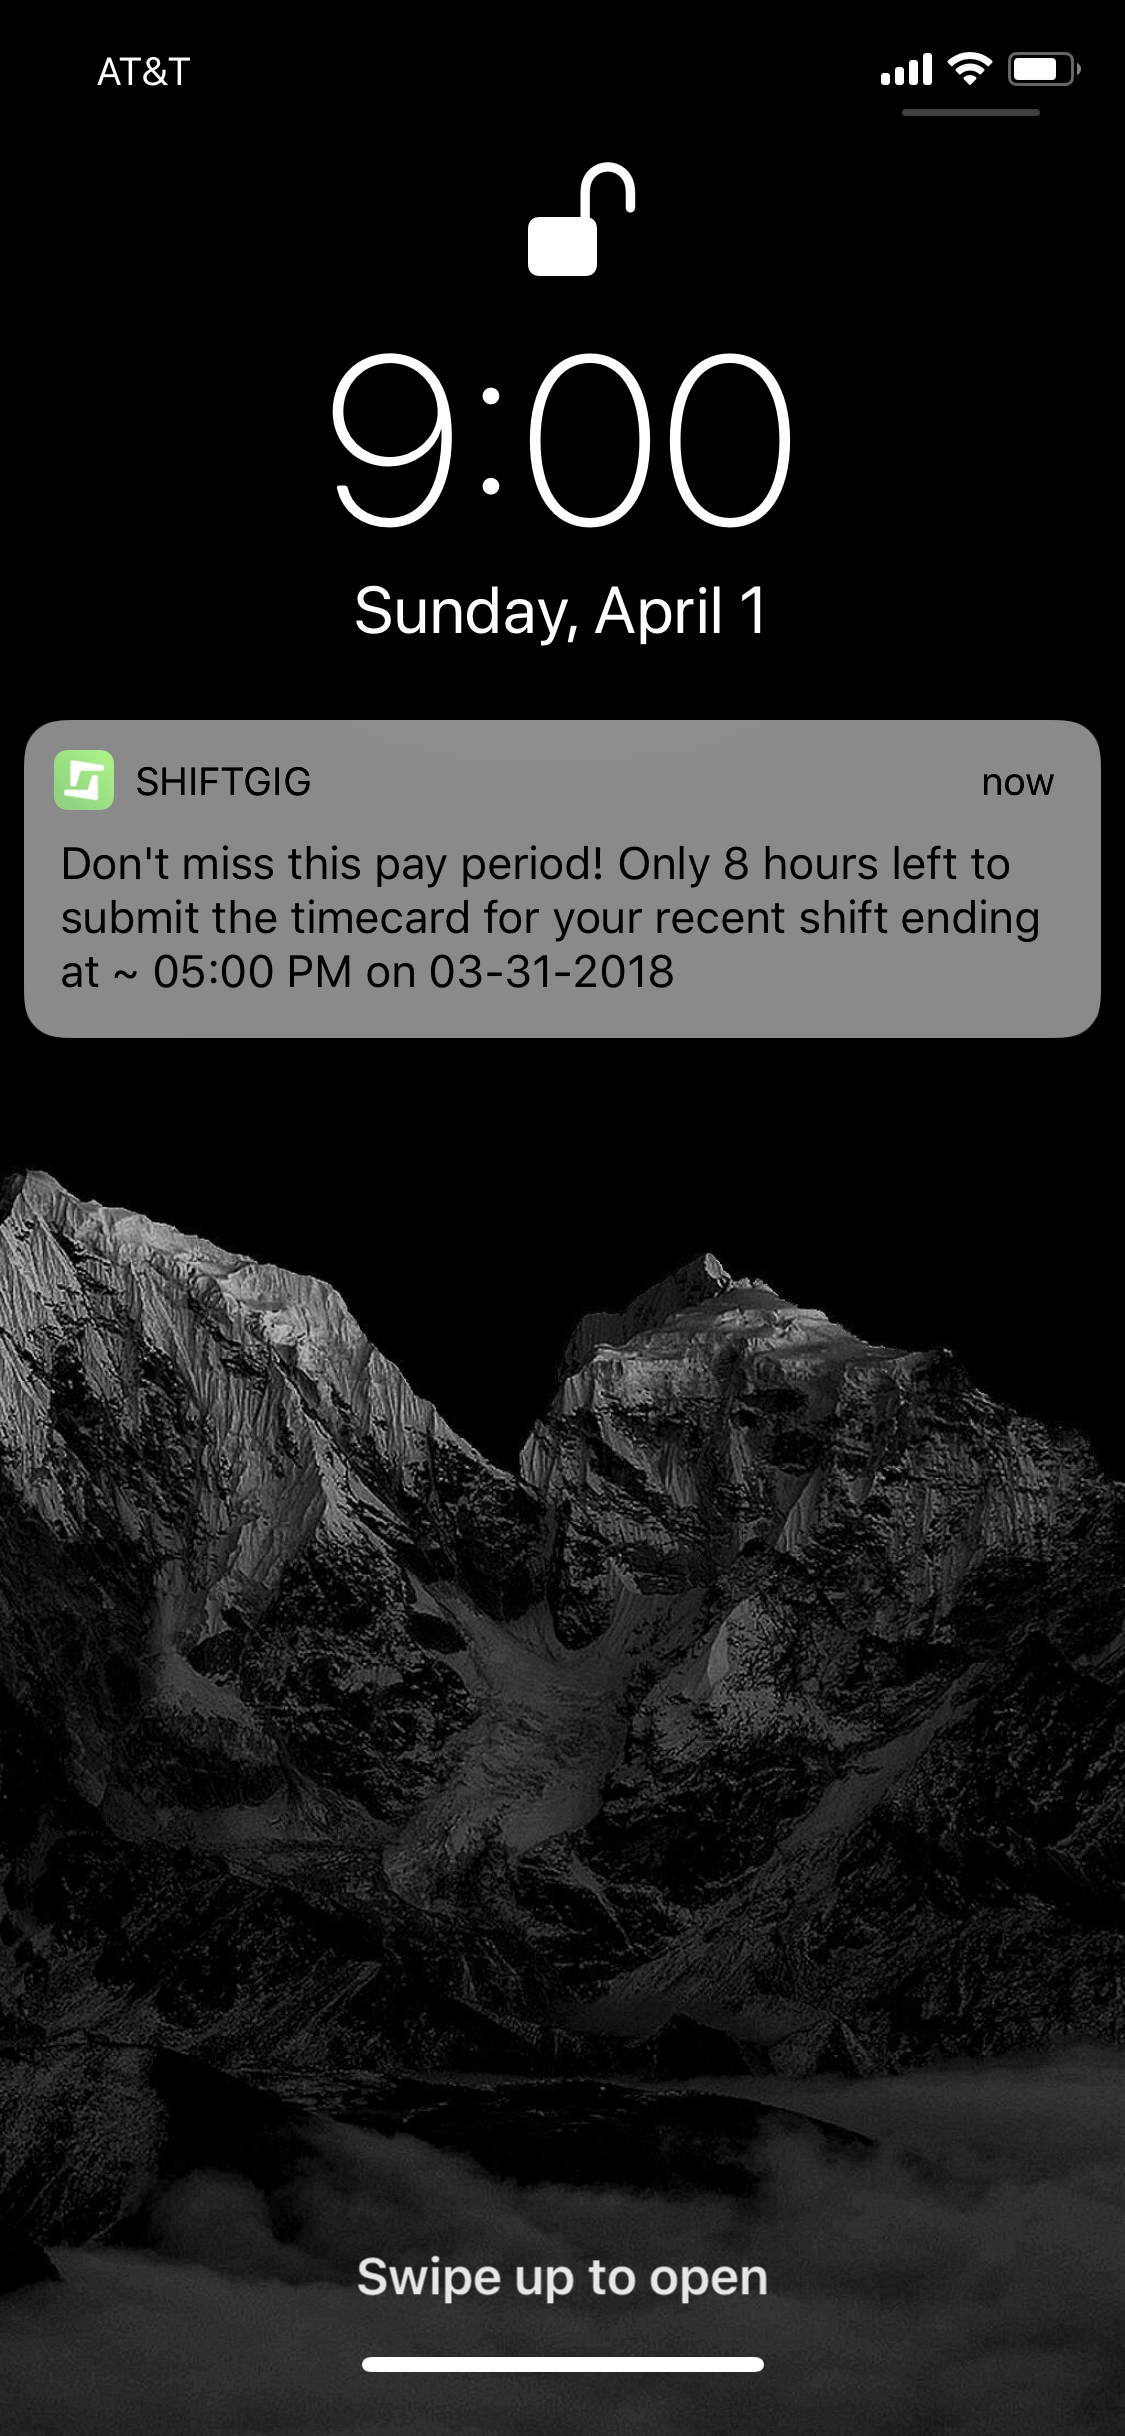 AT&T
9:00
Sunday, April 1
SHIFTGIG now
Don't miss this pay period! Only 8 hours left to
submit the timecard for your recent shift ending
at ~ 05:00 PM on 03-31-2018
Swipe up to open